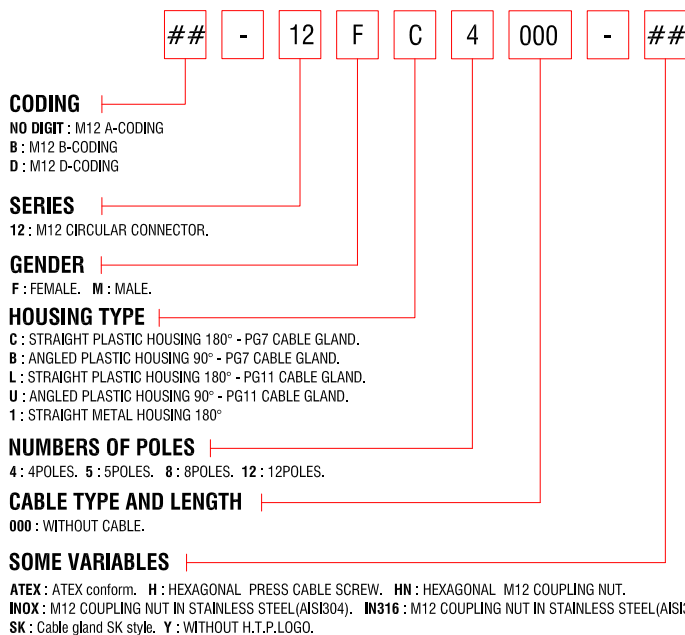 ## - 12 F C 4 000 - ##
CODING
NO DIGIT : M12 A-CODING
B : M12 B-CODING
D : M12 D-CODING
SERIES
12 : M12 CIRCULAR CONNECTOR.
GENDER
F : FEMALE. M : MALE.
HOUSING TYPE
C : STRAIGHT PLASTIC HOUSING 180° - PG7 CABLE GLAND.
B : ANGLED PLASTIC HOUSING 90° - PG7 CABLE GLAND.
L : STRAIGHT PLASTIC HOUSING 180° - PG11 CABLE GLAND.
U : ANGLED PLASTIC HOUSING 90° - PG11 CABLE GLAND.
1 : STRAIGHT METAL HOUSING 180°
NUMBERS OF POLES
4 : 4POLES. 5 : 5POLES. 8 : 8POLES. 12 : 12POLES.
CABLE TYPE AND LENGTH
000 : WITHOUT CABLE.
SOME VARIABLES
ATEX : ATEX conform. H : HEXAGONAL PRESS CABLE SCREW. HN : HEXAGONAL M12 COUPLING NUT.
INOX : M12 COUPLING NUT IN STAINLESS STEEL(AISI304). IN316 : M12 COUPLING NUT IN STAINLESS STEEL
SK : Cable gland SK style. Y : WITHOUT H.T.P.LOGO.